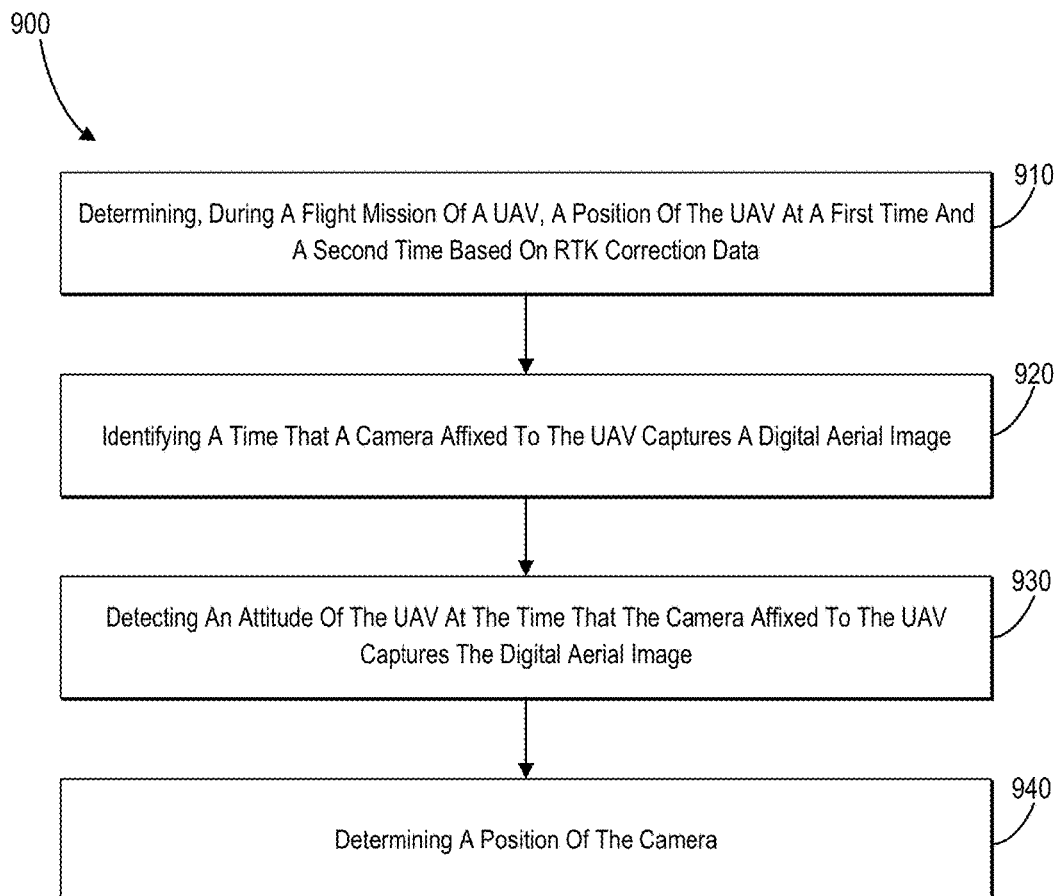 900
910
Determining, During A Flight Mission Of A UAV, A Position Of The UAV At A First Time And
A Second Time Based On RTK Correction Data
920
Identifying A Time That A Camera Affixed To The UAV Captures A Digital Aerial Image
930
Detecting An Attitude Of The UAV At The Time That The Camera Affixed To The UAV
Captures The Digital Aerial Image
940
Determining A Position Of The Camera